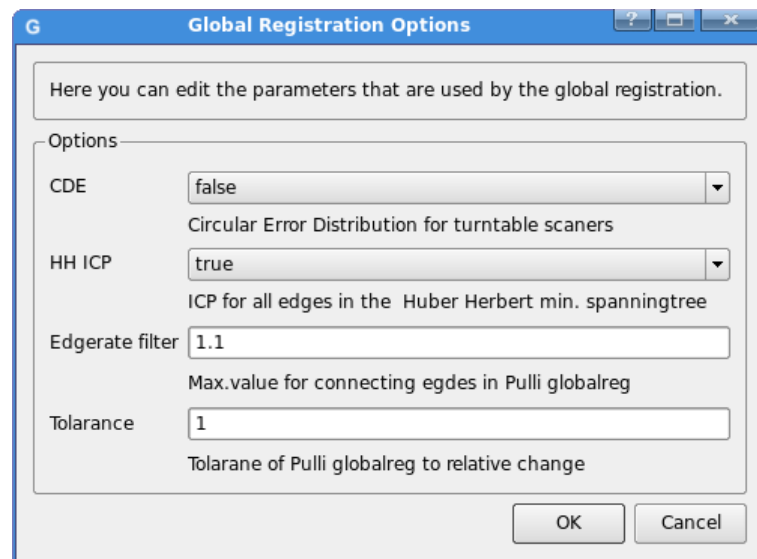 G Global Registration Options ?
Here you can edit the parameters that are used by the global registration.
Options
CDE false
Circular Error Distribution for turntable scaners
HH ICP true
ICP for all edges in the  Huber Herbert min. spanningtree
Edgerate filter 1.1
Max.value for connecting egdes in Pulli globalreg
Tolarance 1
Tolarane of Pulli globalreg to relative change
OK Cancel